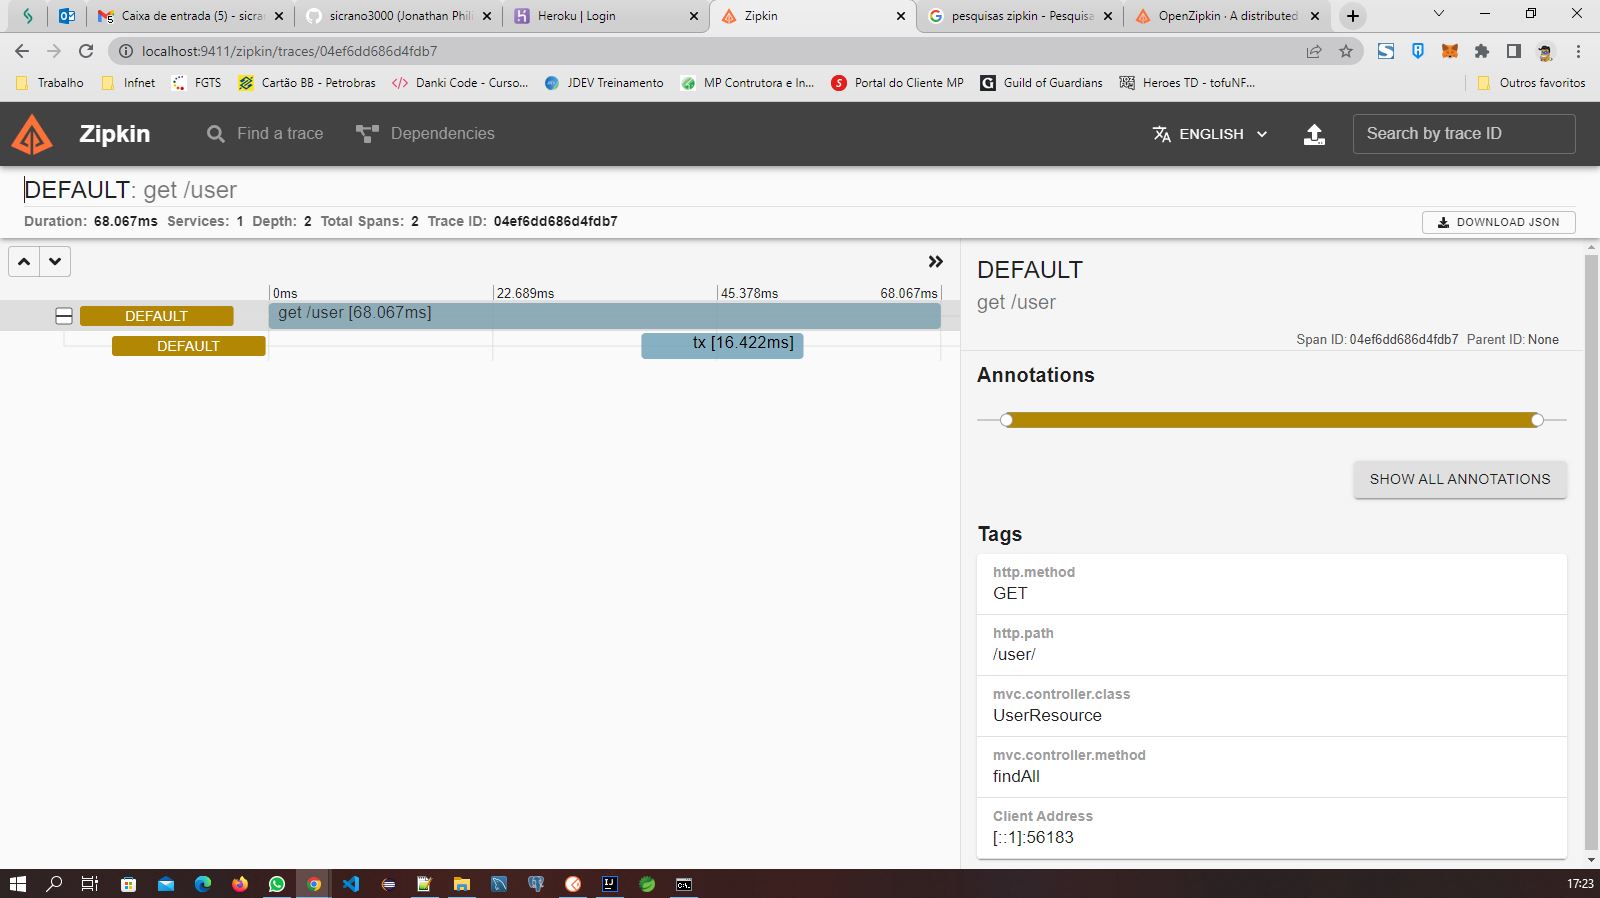 Caixa de entrada (5) - sicran
sicrano3000 (Jonathan Phili
Heroku | Login
Zipkin
pesquisas zipkin - Pesquisa
OpenZipkin · A distributed
localhost:9411/zipkin/traces/04ef6dd686d4fdb7
Trabalho
Infnet
FGTS
Cartão BB - Petrobras
Danki Code - Curso...
JDEV Treinamento
MP Contrutora e In...
Portal do Cliente MP
Guild of Guardians
Heroes TD - tofuNF...
Outros favoritos
Zipkin
Find a trace
Dependencies
ENGLISH
Search by trace ID
DEFAULT: get /user
Duration: 68.067ms Services: 1 Depth: 2 Total Spans: 2 Trace ID: 04ef6dd686d4fdb7
DOWNLOAD JSON
0ms
22.689ms
45.378ms
68.067ms
DEFAULT
get /user [68.067ms]
DEFAULT
tx [16.422ms]
DEFAULT
get /user
Span ID: 04ef6dd686d4fdb7 Parent ID: None
Annotations
SHOW ALL ANNOTATIONS
Tags
http.method
GET
http.path
/user/
mvc.controller.class
UserResource
mvc.controller.method
findAll
Client Address
[::1]:56183
17:23